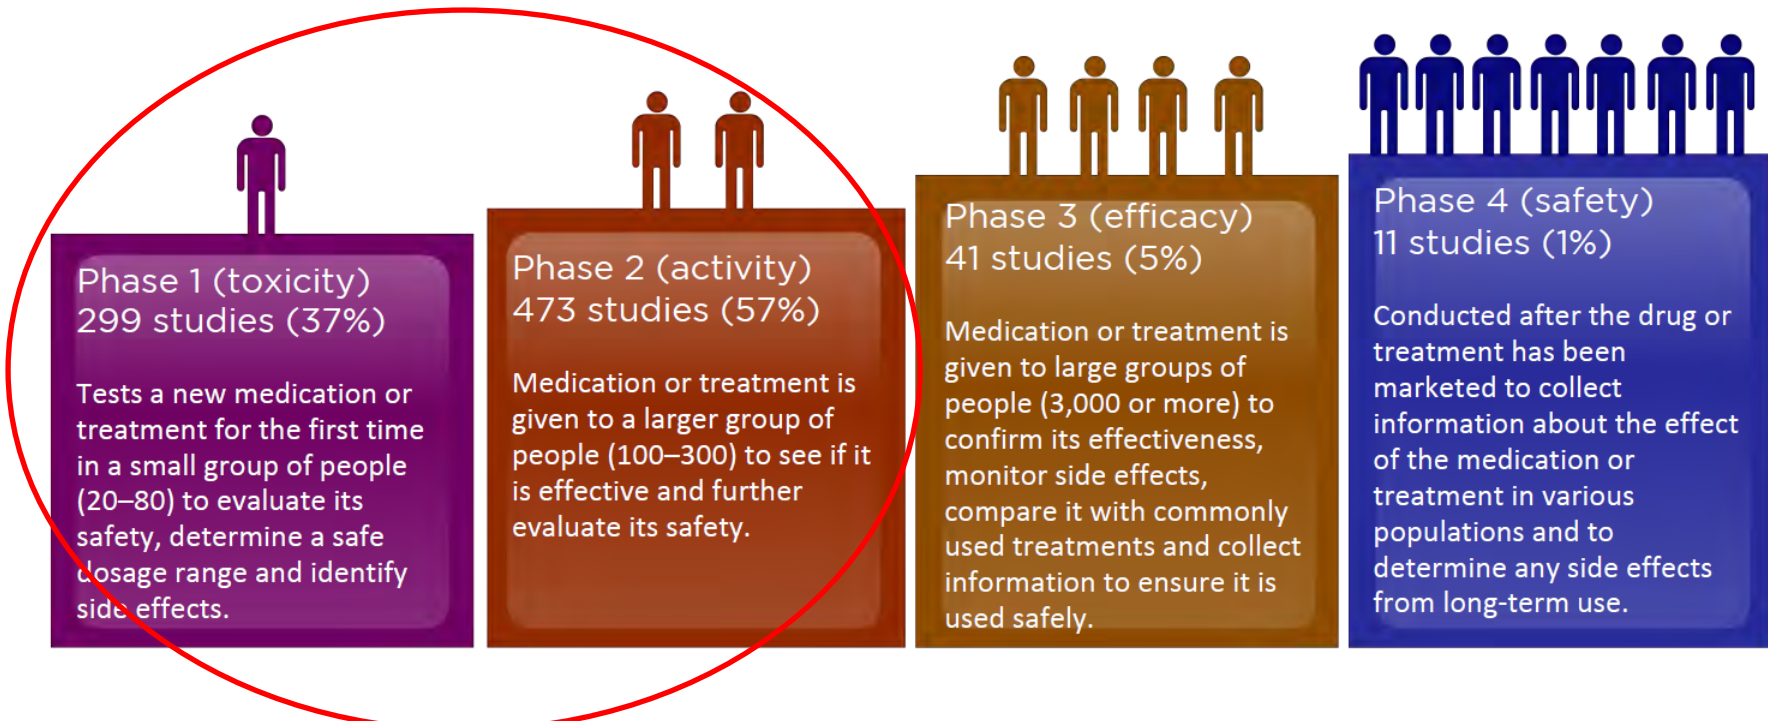 Phase 1 (toxicity)
299 studies (37%)
Tests a new medication or
treatment for the first time
in a small group of people
(20–80) to evaluate its
safety, determine a safe
dosage range and identify
side effects.
Phase 2 (activity)
473 studies (57%)
Medication or treatment is
given to a larger group of
people (100–300) to see if it
is effective and further
evaluate its safety.
Phase 3 (efficacy)
41 studies (5%)
Medication or treatment is
given to large groups of
people (3,000 or more) to
confirm its effectiveness,
monitor side effects,
compare it with commonly
used treatments and collect
information to ensure it is
used safely.
Phase 4 (safety)
11 studies (1%)
Conducted after the drug or
treatment has been
marketed to collect
information about the effect
of the medication or
treatment in various
populations and to
determine any side effects
from long-term use.